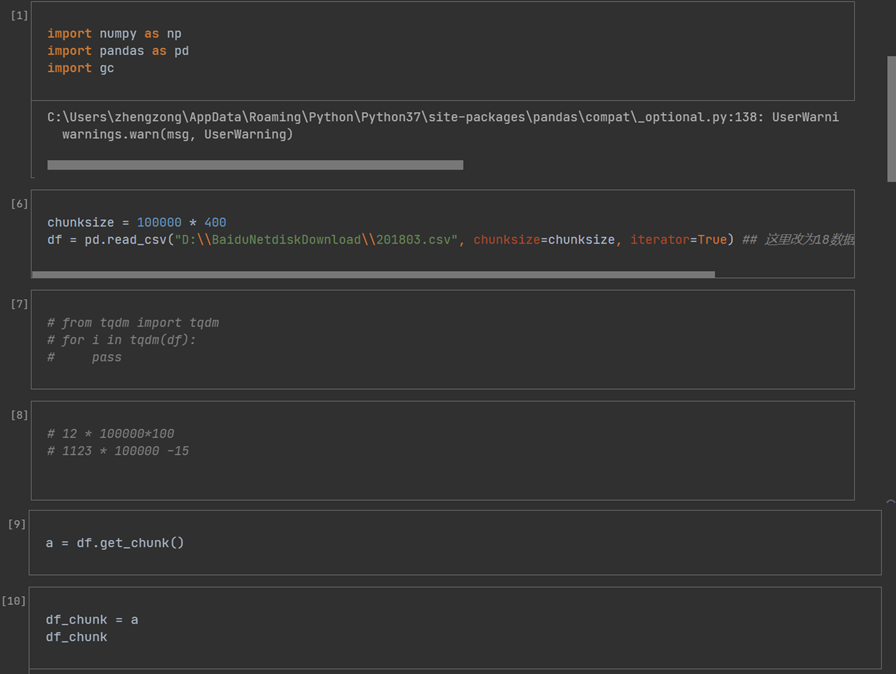 [1]
import numpy as np
import pandas as pd
import gc
C:\Users\zhengzong\AppData\Roaming\Python\Python37\site-packages\pandas\compat\_optional.py:138: UserWarni
warnings.warn(msg, UserWarning)
[6]
chunksize = 100000 * 400
df = pd.read_csv("D:\\BaiduNetdiskDownload\\201803.csv", chunksize=chunksize, iterator=True) ## 这里改为18数据
[7]
# from tqdm import tqdm
# for i in tqdm(df):
#     pass
[8]
# 12 * 100000*100
# 1123 * 100000 -15
[9]
a = df.get_chunk()
[10]
df_chunk = a
df_chunk